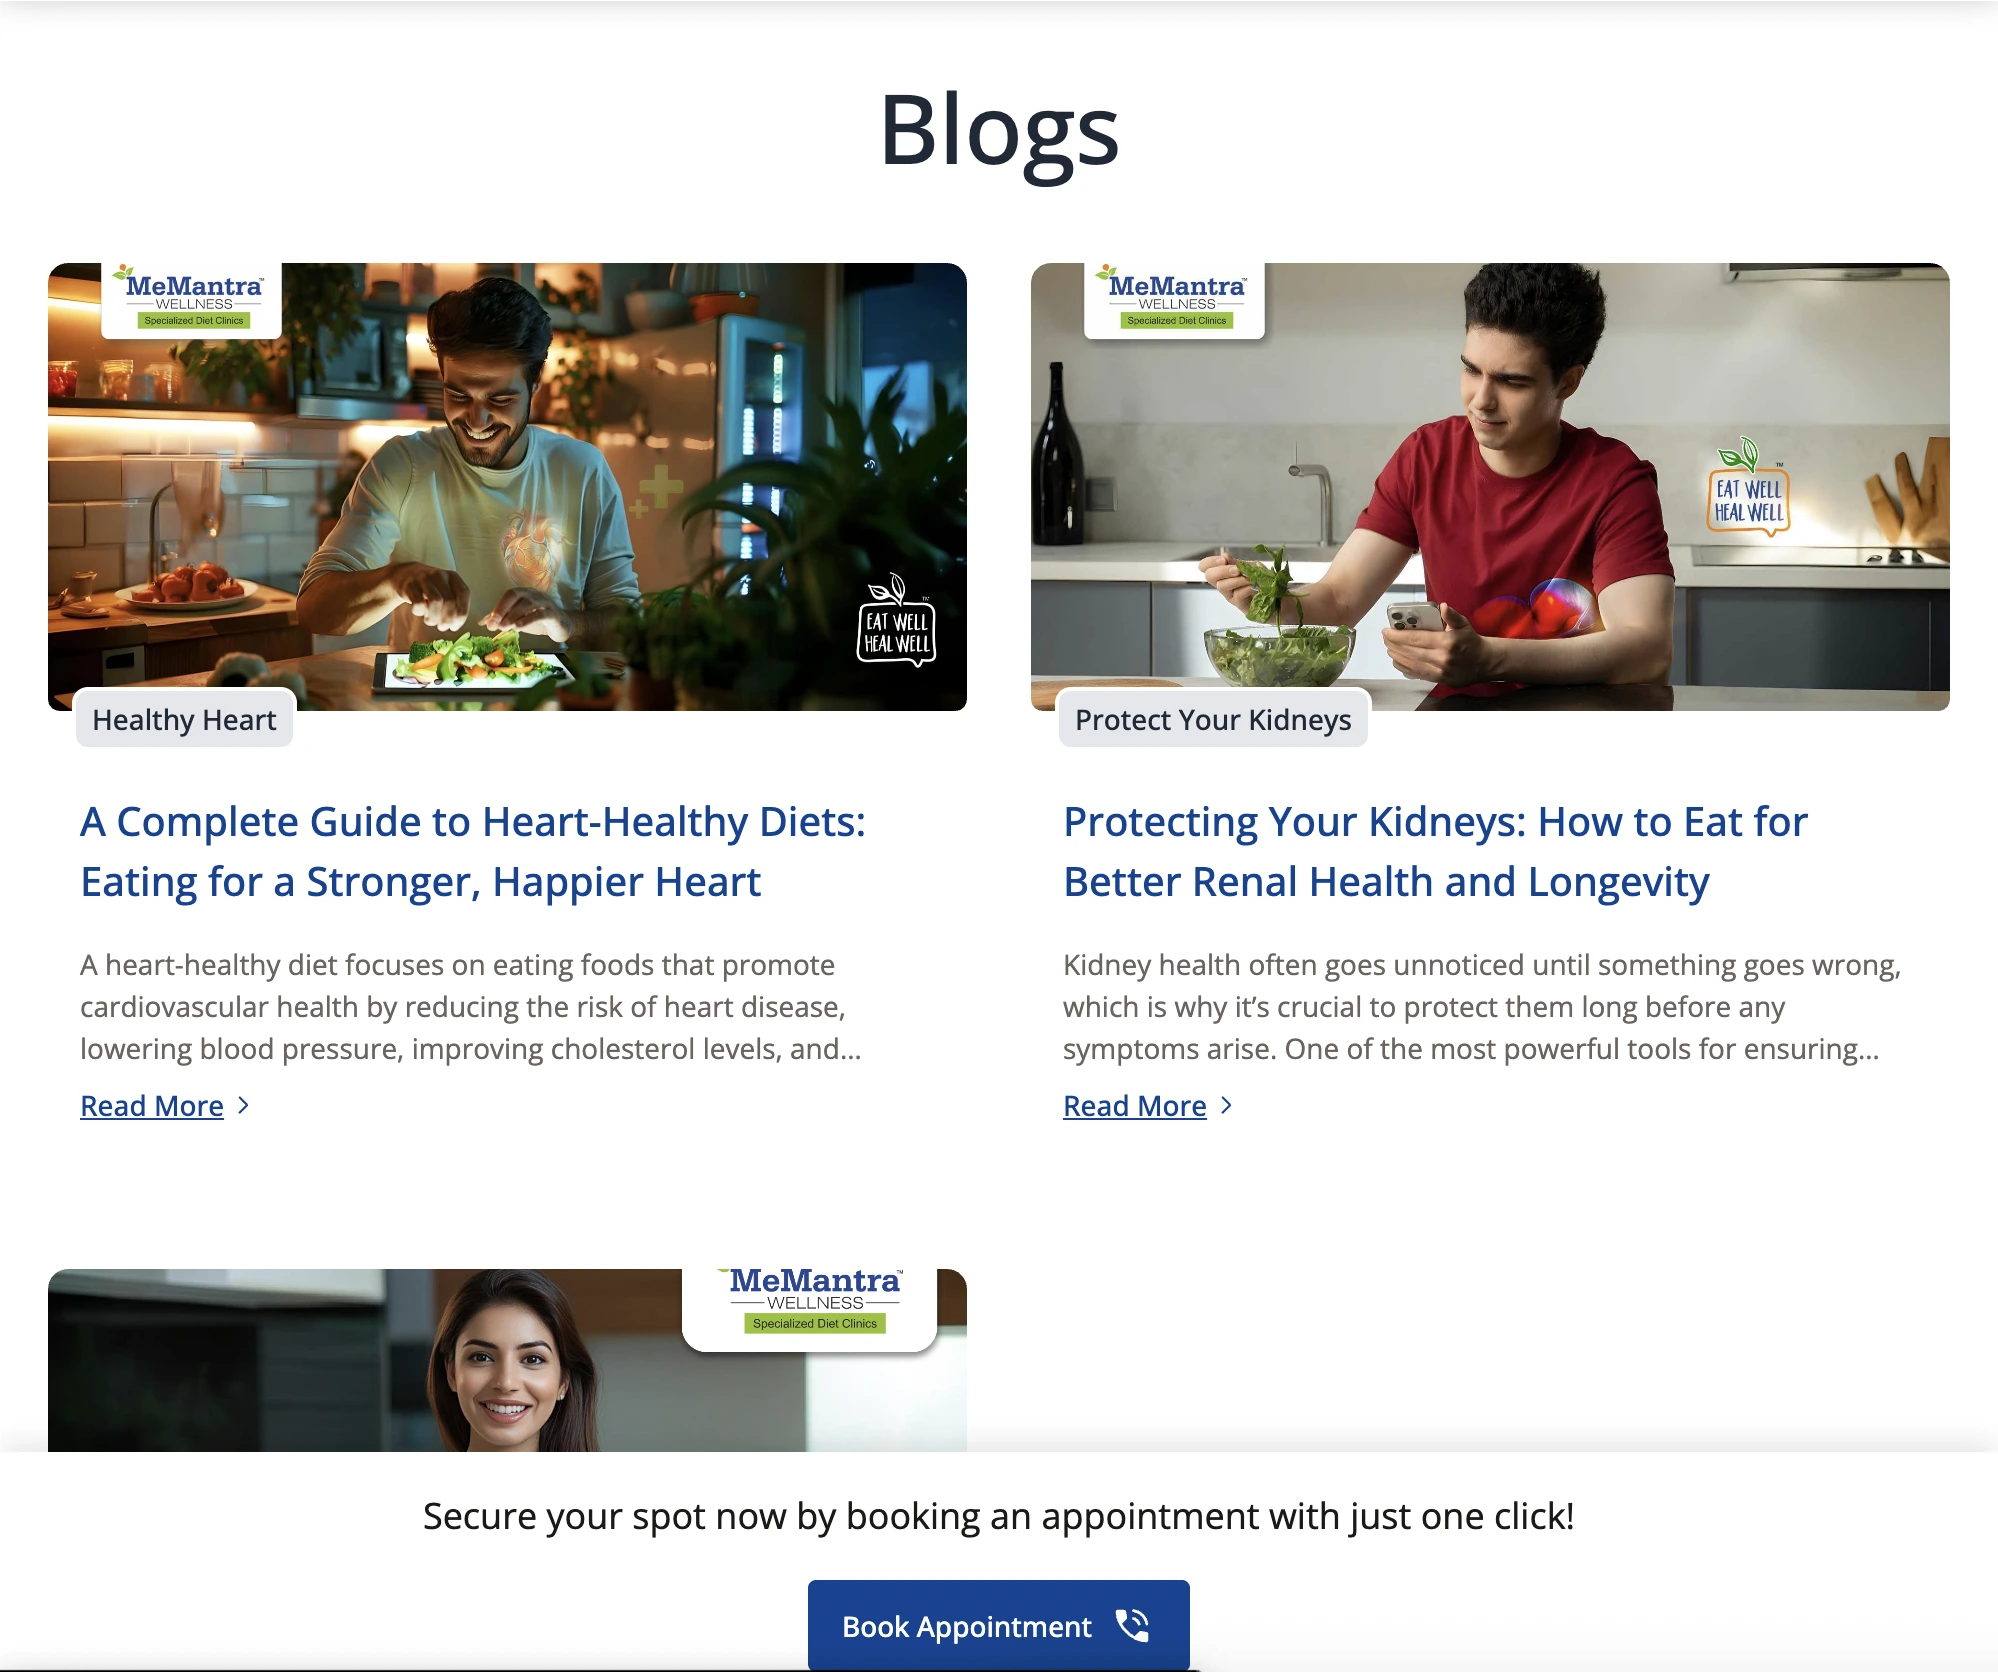 Blogs
MeMantra™
WELLNESS
Specialized Diet Clinics
EAT WELL
HEAL WELL
™
Healthy Heart
A Complete Guide to Heart-Healthy Diets:
Eating for a Stronger, Happier Heart
A heart-healthy diet focuses on eating foods that promote
cardiovascular health by reducing the risk of heart disease,
lowering blood pressure, improving cholesterol levels, and...
Read More
MeMantra™
WELLNESS
Specialized Diet Clinics
EAT WELL
HEAL WELL
™
Protect Your Kidneys
Protecting Your Kidneys: How to Eat for
Better Renal Health and Longevity
Kidney health often goes unnoticed until something goes wrong,
which is why it’s crucial to protect them long before any
symptoms arise. One of the most powerful tools for ensuring...
Read More
MeMantra™
WELLNESS
Specialized Diet Clinics
Secure your spot now by booking an appointment with just one click!
Book Appointment